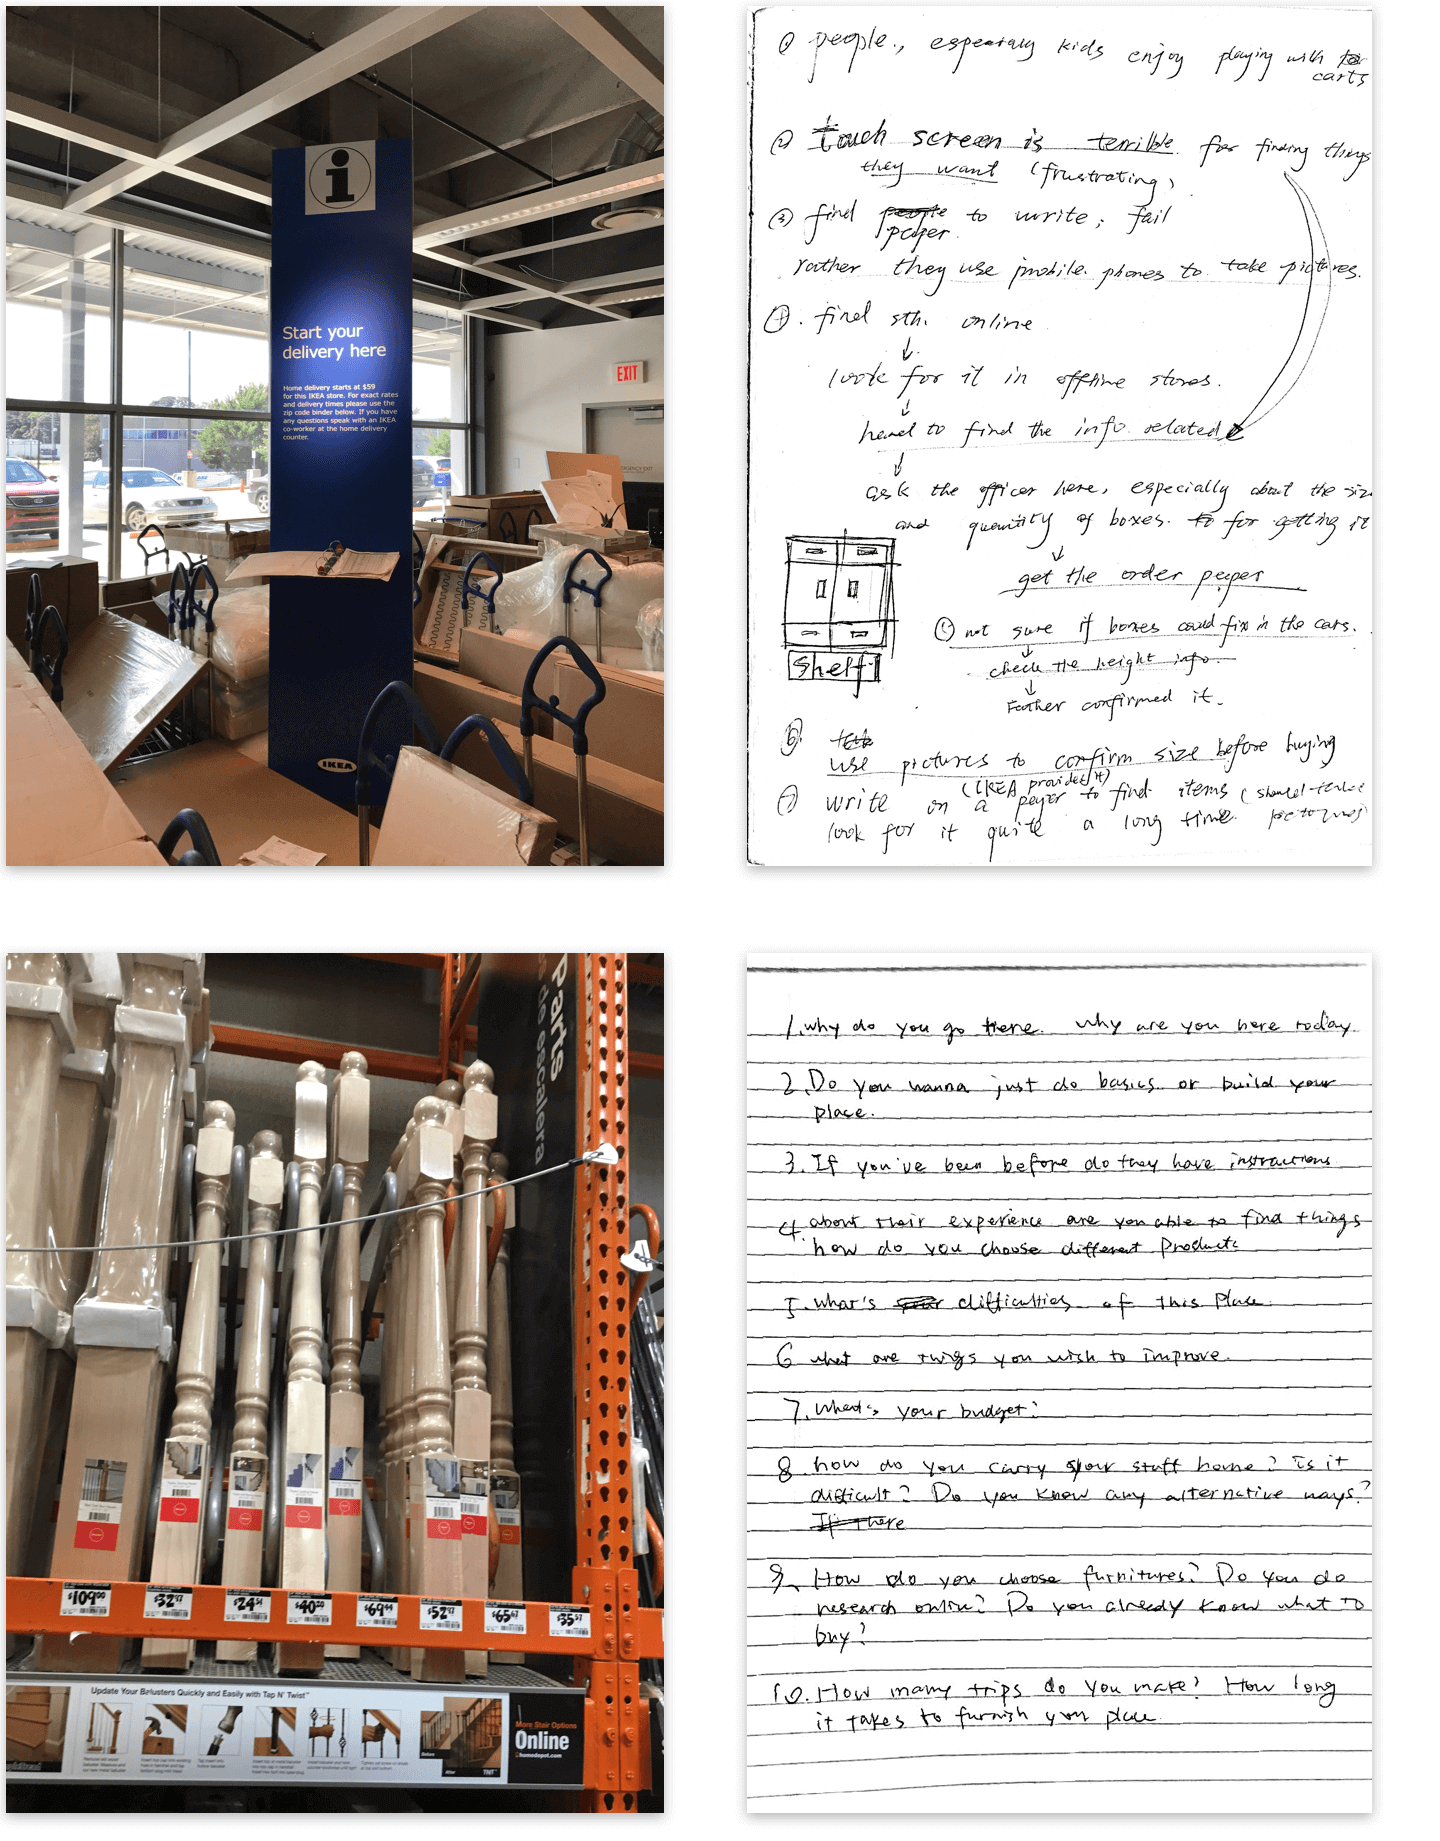 i
Start your
delivery here
Home delivery starts at $59
for this IKEA store. For exact rates
and delivery times please use the
zip code binder below. If you have
any questions speak with an IKEA
co-worker at the home delivery
counter.
EXIT
IKEA
① people, especially kids enjoy playing with
carts
② touch screen is terrible for finding things
they want (frustrating)
③ find to write; fail
paper
rather they use mobile phones to take pictures.
④. find sth. online
look for it in offline stores.
hard to find the info related
ask the officer here, especially about the size
and quantity of boxes. for getting it
get the order paper
Shelf
not sure if boxes could fix in the cars.
check the height info.
Father confirmed it.
⑥
use pictures to confirm size before buying
(IKEA provided it)
⑦ write on a paper to find items (should take
look for it quite a long time.
Parts
de escalera
$109.00
$32
$24
$40
$69
$52
$65
$35
Update Your Balusters Quickly and Easily with Tap N' Twist™
More Stair Options
Online
homedepot.com
Before
After
TNT
1. why do you go there. why are you here today.
2. Do you wanna just do basics or build your
place.
3. If you've been before do they have instructions
4. about their experience are you able to find things
how do you choose different products
5. what's difficulties of this place.
6 what are twigs you wish to improve.
7. What's your budget?
8. how do you carry your stuff home? Is it
difficult? Do you know any alternative ways?
If there
9. How do you choose furnitures? Do you do
research online? Do you already know what to
buy?
10. How many trips do you make? How long
it takes to furnish your place.